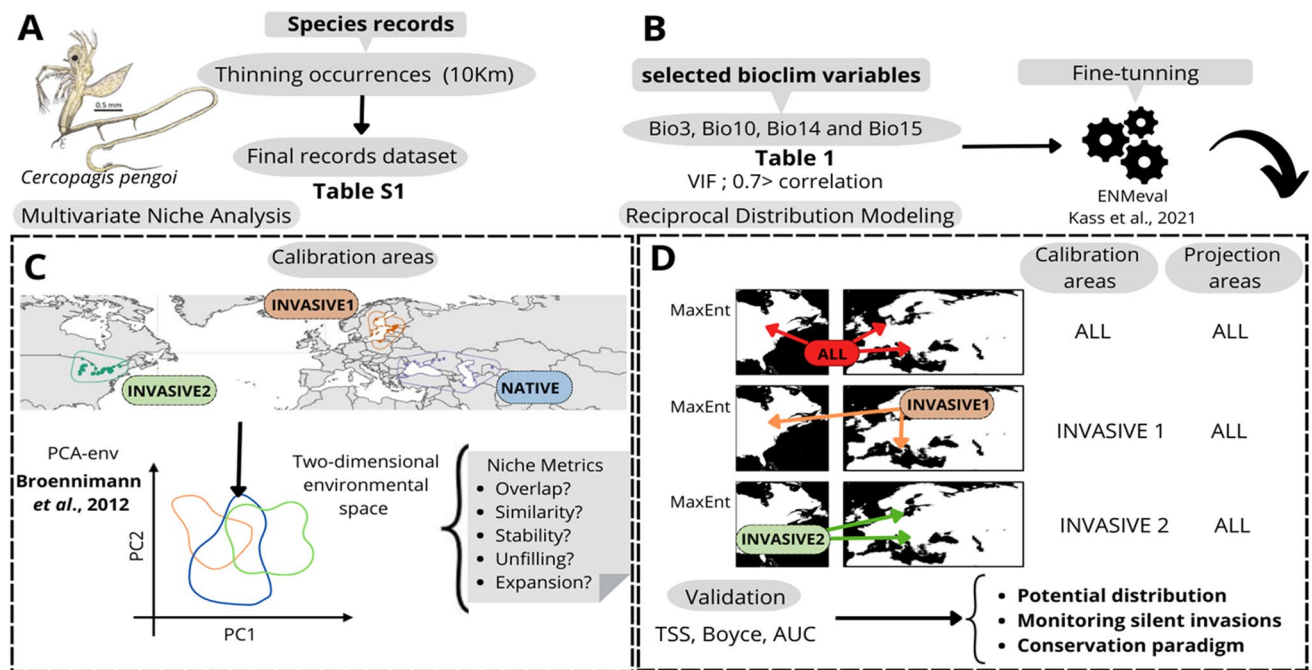 A
Species records
Thinning occurrences (10Km)
0.5 mm
Final records dataset
Cercopagis pengoi
Table S1
Multivariate Niche Analysis
B
selected bioclim variables
Bio3, Bio10, Bio14 and Bio15
Table 1
VIF ; 0.7> correlation
Reciprocal Distribution Modeling
Fine-tunning
ENMeval
Kass et al., 2021
C
Calibration areas
INVASIVE1
INVASIVE2
NATIVE
PCA-env
Broennimann
et al., 2012
PC2
PC1
Two-dimensional
environmental
space
Niche Metrics
• Overlap?
• Similarity?
• Stability?
• Unfilling?
• Expansion?
D
Calibration
areas
Projection
areas
MaxEnt
ALL
ALL
ALL
MaxEnt
INVASIVE1
INVASIVE 1
ALL
MaxEnt
INVASIVE2
INVASIVE 2
ALL
Validation
TSS, Boyce, AUC
• Potential distribution
• Monitoring silent invasions
• Conservation paradigm